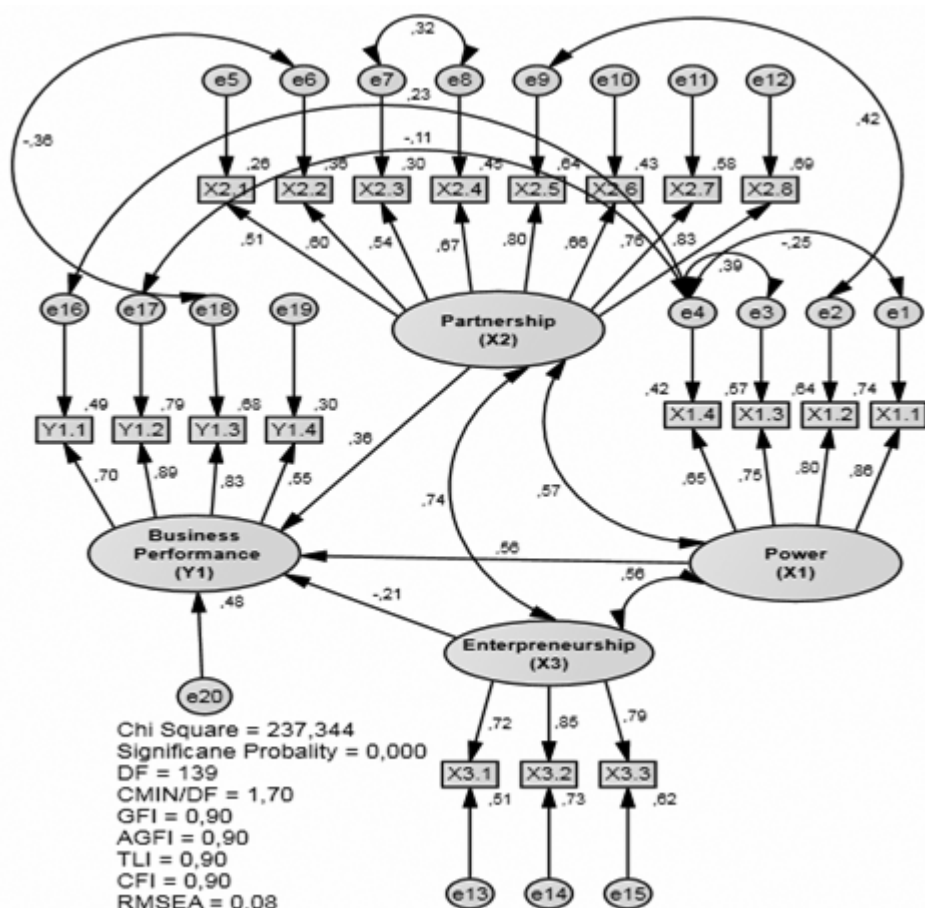 ,32
e5 e6 e7 e8 e9 e10 e11 e12
,23
-,36 -,11 ,42
,26 ,36 ,30 ,45 ,64 ,43 ,58 ,69
X2.1 X2.2 X2.3 X2.4 X2.5 X2.6 X2.7 X2.8
,51 ,60 ,54 ,67 ,80 ,66 ,76 ,83
,39 -,25
e16 e17 e18 e19 e4 e3 e2 e1
Partnership
(X2)
,49 ,79 ,68 ,30 ,42 ,57 ,64 ,74
Y1.1 Y1.2 Y1.3 Y1.4 X1.4 X1.3 X1.2 X1.1
,70 ,89 ,83 ,55 ,36 ,74 ,57 ,65 ,75 ,80 ,86
Business
Performance
(Y1)
Power
(X1)
,56
,56
,48 -,21
Enterpreneurship
(X3)
e20
,72 ,85 ,79
X3.1 X3.2 X3.3
,51 ,73 ,62
e13 e14 e15
Chi Square = 237,344
Significane Probality = 0,000
DF = 139
CMIN/DF = 1,70
GFI = 0,90
AGFI = 0,90
TLI = 0,90
CFI = 0,90
RMSEA = 0,08